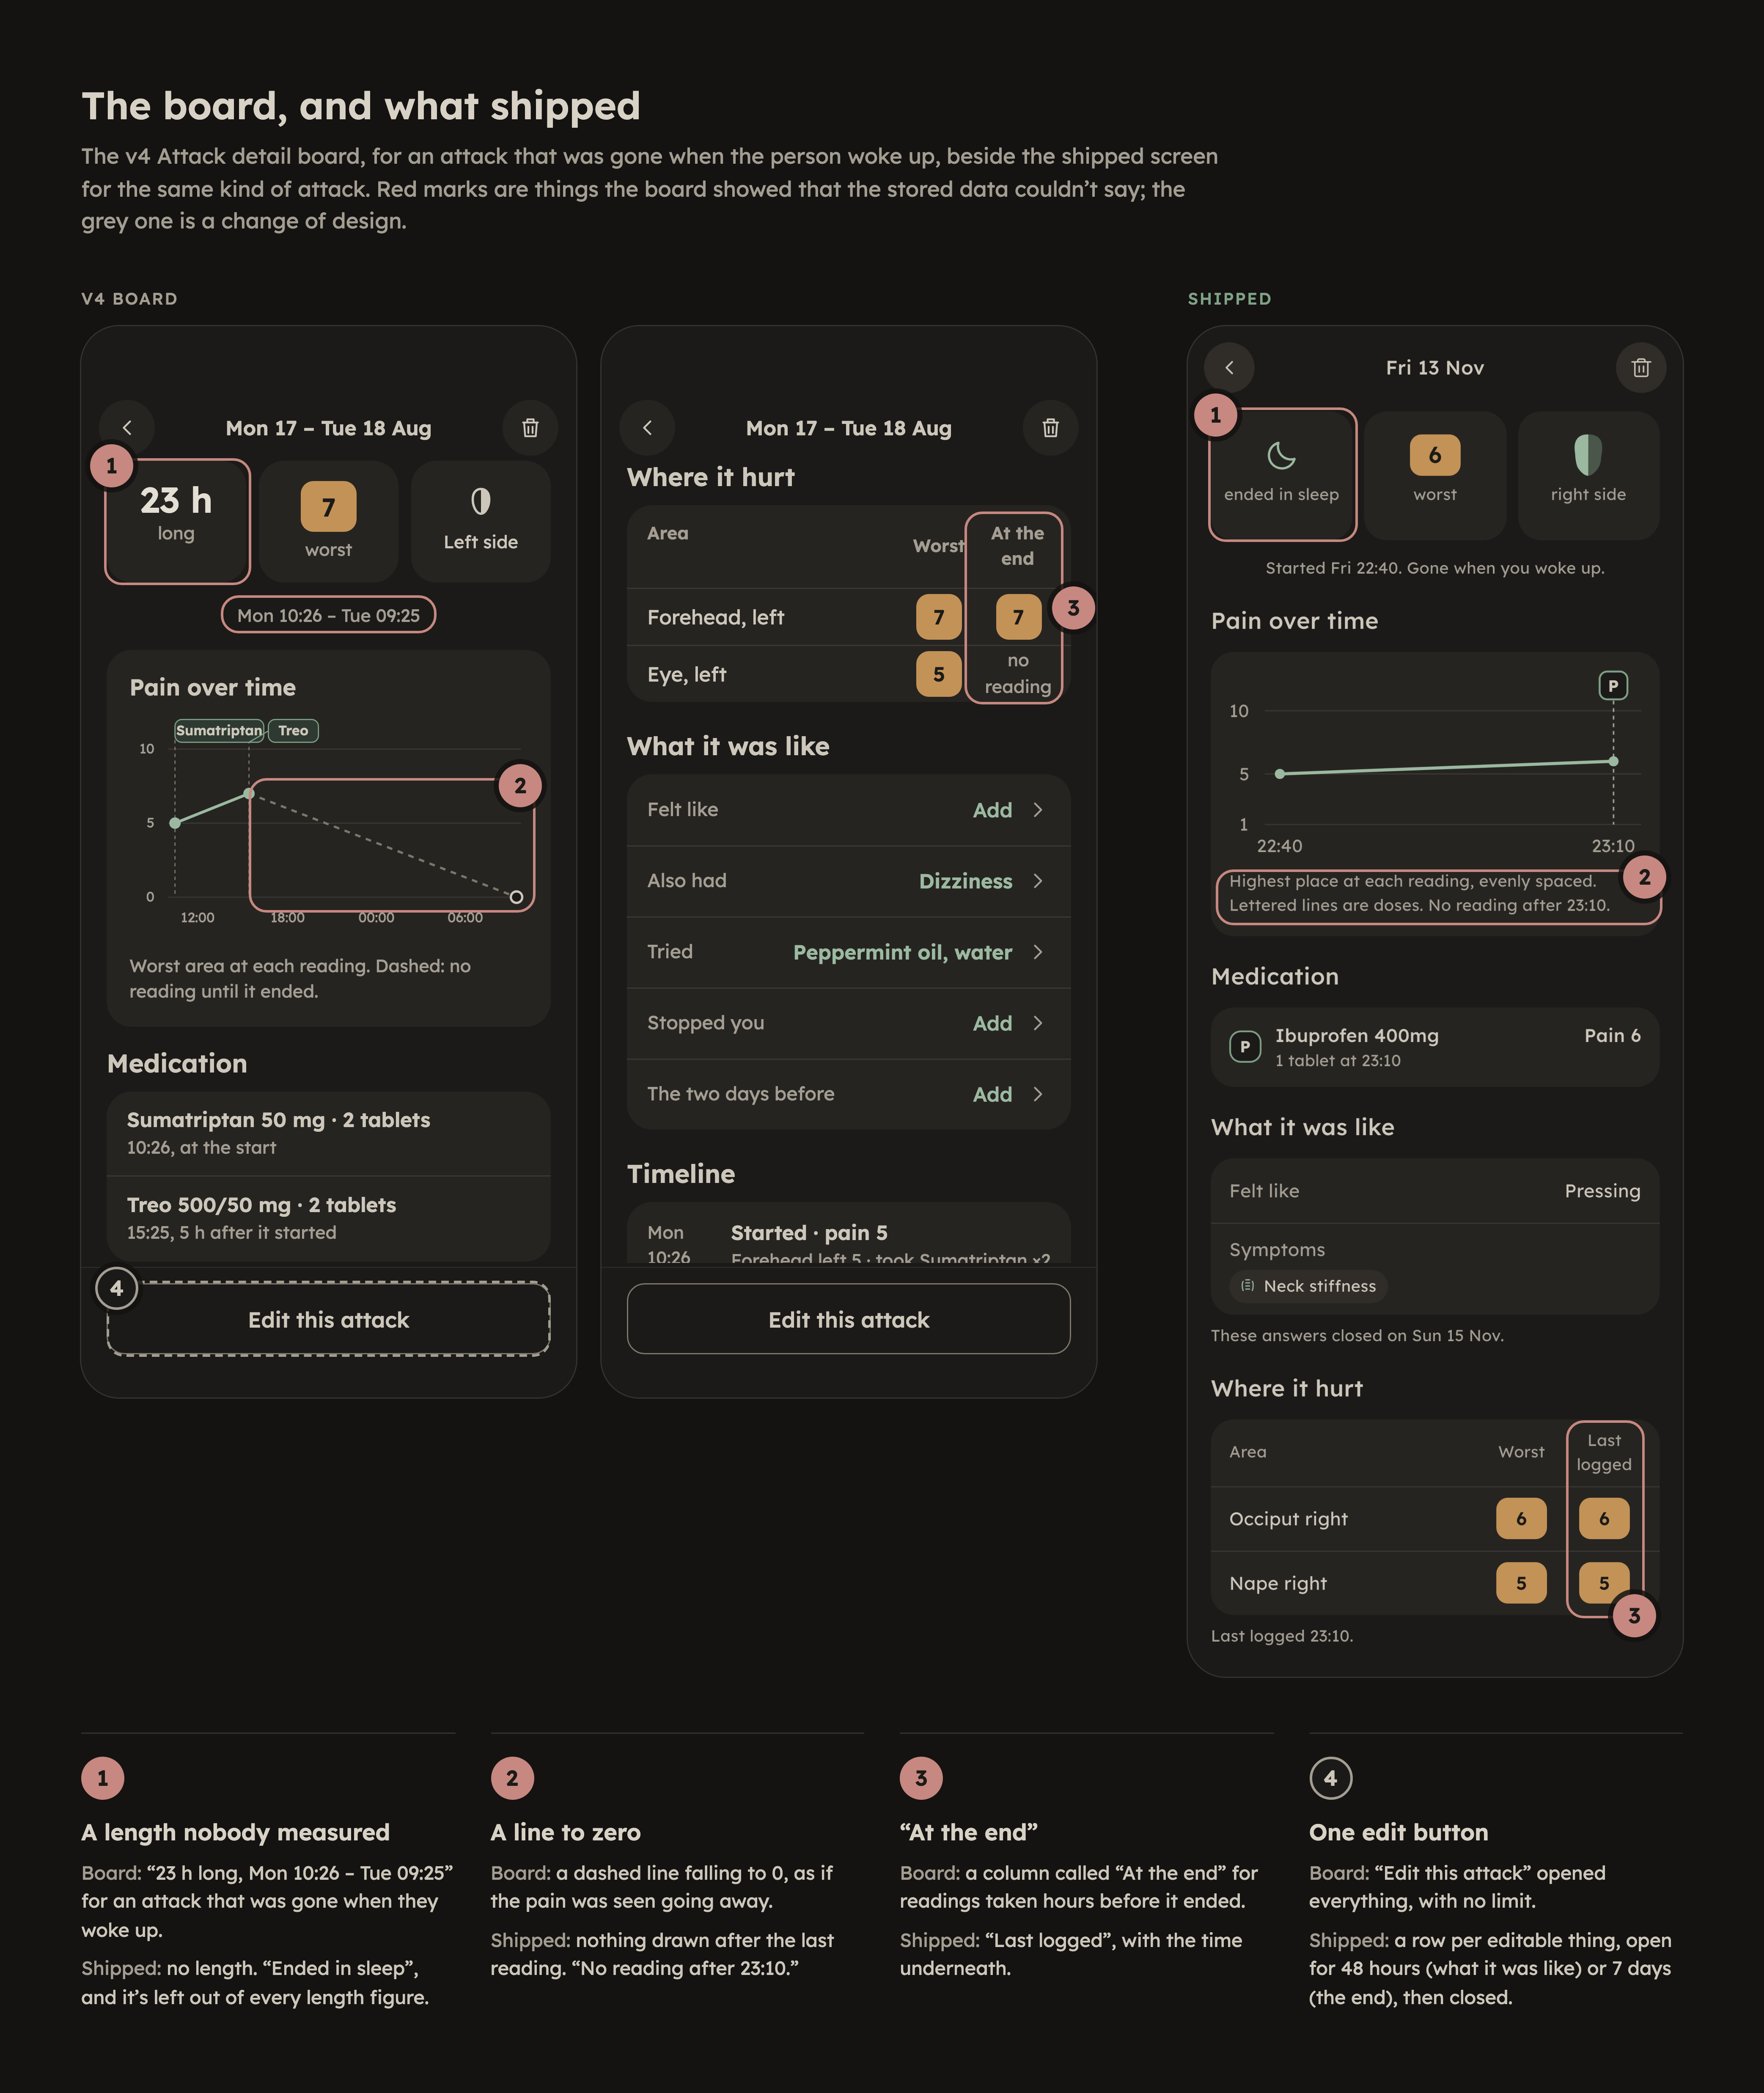 The board, and what shipped
The v4 Attack detail board, for an attack that was gone when the person woke up, beside the shipped screen
for the same kind of attack. Red marks are things the board showed that the stored data couldn’t say; the
grey one is a change of design.
V4 BOARD
Mon 17 – Tue 18 Aug
1
23 h
long
7
worst
Left side
Mon 10:26 – Tue 09:25
Pain over time
Sumatriptan
Treo
2
10
5
0
12:00
18:00
00:00
06:00
Worst area at each reading. Dashed: no
reading until it ended.
Medication
Sumatriptan 50 mg · 2 tablets
10:26, at the start
Treo 500/50 mg · 2 tablets
15:25, 5 h after it started
4
Edit this attack
Mon 17 – Tue 18 Aug
Where it hurt
Area
Worst
At the
end
3
Forehead, left
7
7
Eye, left
5
no
reading
What it was like
Felt like
Add
Also had
Dizziness
Tried
Peppermint oil, water
Stopped you
Add
The two days before
Add
Timeline
Mon
10:26
Started · pain 5
Forehead left 5 · took Sumatriptan ×2
Edit this attack
SHIPPED
Fri 13 Nov
1
ended in sleep
6
worst
right side
Started Fri 22:40. Gone when you woke up.
Pain over time
P
10
5
1
22:40
23:10
2
Highest place at each reading, evenly spaced.
Lettered lines are doses. No reading after 23:10.
Medication
P
Ibuprofen 400mg
Pain 6
1 tablet at 23:10
What it was like
Felt like
Pressing
Symptoms
Neck stiffness
These answers closed on Sun 15 Nov.
Where it hurt
Area
Worst
Last
logged
Occiput right
6
6
Nape right
5
5
3
Last logged 23:10.
1
A length nobody measured
Board: “23 h long, Mon 10:26 – Tue 09:25”
for an attack that was gone when they
woke up.
Shipped: no length. “Ended in sleep”,
and it’s left out of every length figure.
2
A line to zero
Board: a dashed line falling to 0, as if
the pain was seen going away.
Shipped: nothing drawn after the last
reading. “No reading after 23:10.”
3
“At the end”
Board: a column called “At the end” for
readings taken hours before it ended.
Shipped: “Last logged”, with the time
underneath.
4
One edit button
Board: “Edit this attack” opened
everything, with no limit.
Shipped: a row per editable thing, open
for 48 hours (what it was like) or 7 days
(the end), then closed.